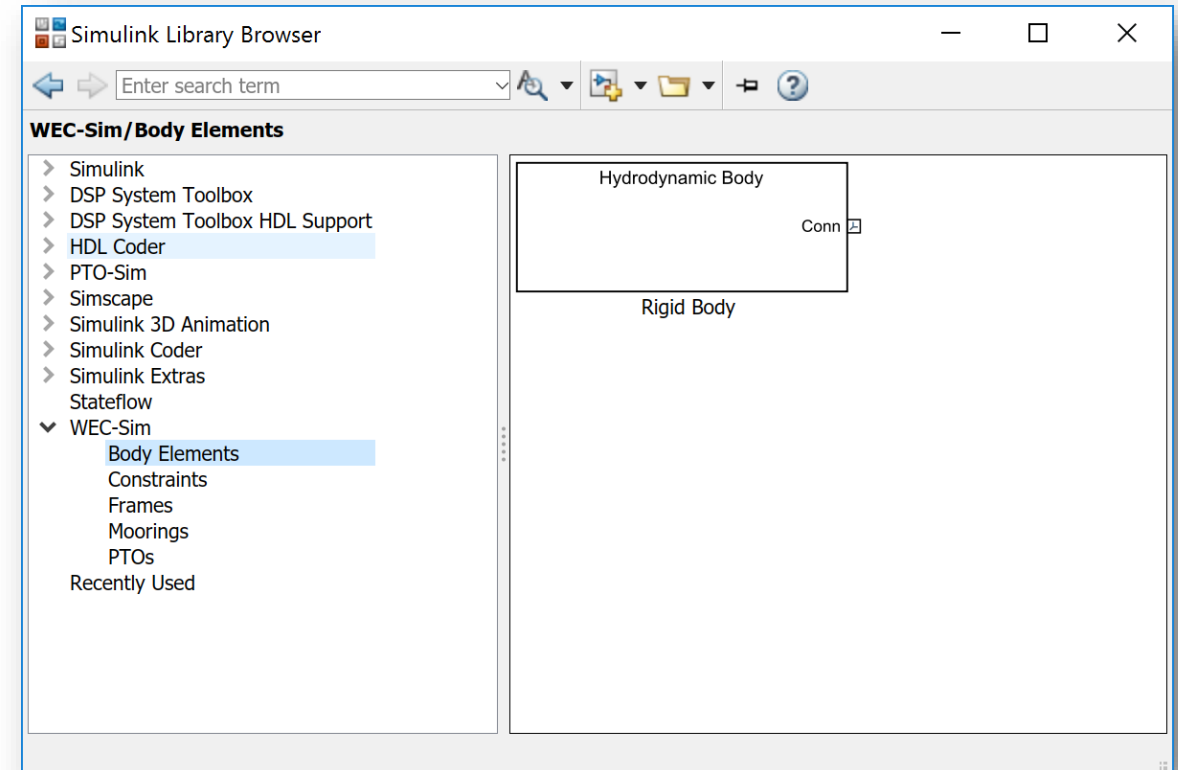 Simulink Library Browser
Enter search term
WEC-Sim/Body Elements
Simulink
DSP System Toolbox
DSP System Toolbox HDL Support
HDL Coder
PTO-Sim
Simscape
Simulink 3D Animation
Simulink Coder
Simulink Extras
Stateflow
WEC-Sim
Body Elements
Constraints
Frames
Moorings
PTOs
Recently Used
Hydrodynamic Body
Conn
Rigid Body